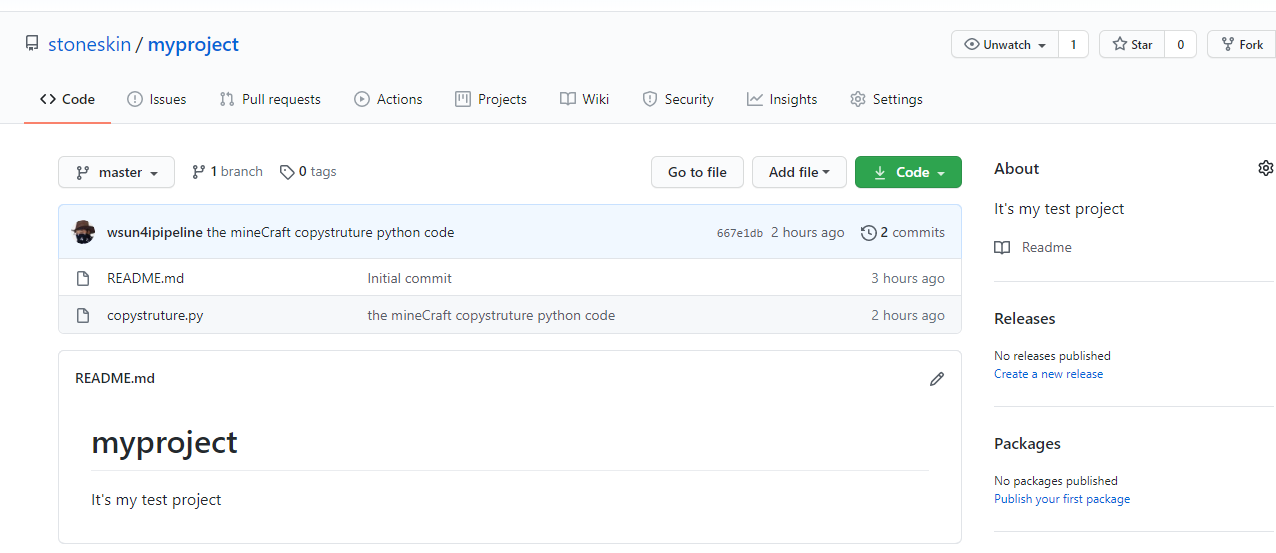 stoneskin / myproject
Unwatch 1 Star 0 Fork
Code Issues Pull requests Actions Projects Wiki Security Insights Settings
master 1 branch 0 tags Go to file Add file Code
wsun4ipipeline the mineCraft copystruture python code 667e1db 2 hours ago 2 commits
README.md Initial commit 3 hours ago
copystruture.py the mineCraft copystruture python code 2 hours ago
README.md
myproject
It's my test project
About
It's my test project
Readme
Releases
No releases published
Create a new release
Packages
No packages published
Publish your first package